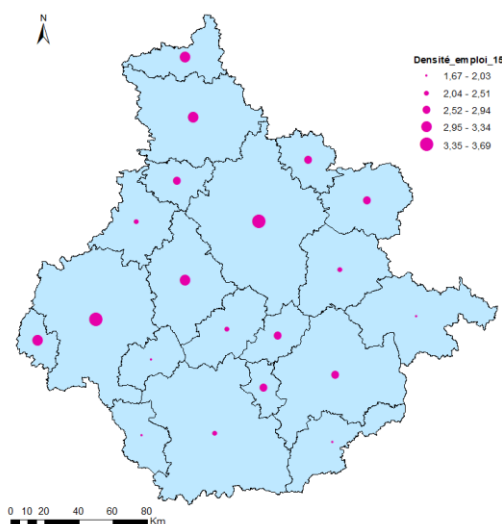 N
Densité_emploi_15
1,67 - 2,03
2,04 - 2,51
2,52 - 2,94
2,95 - 3,34
3,35 - 3,69
0 10 20 40 60 80
Km